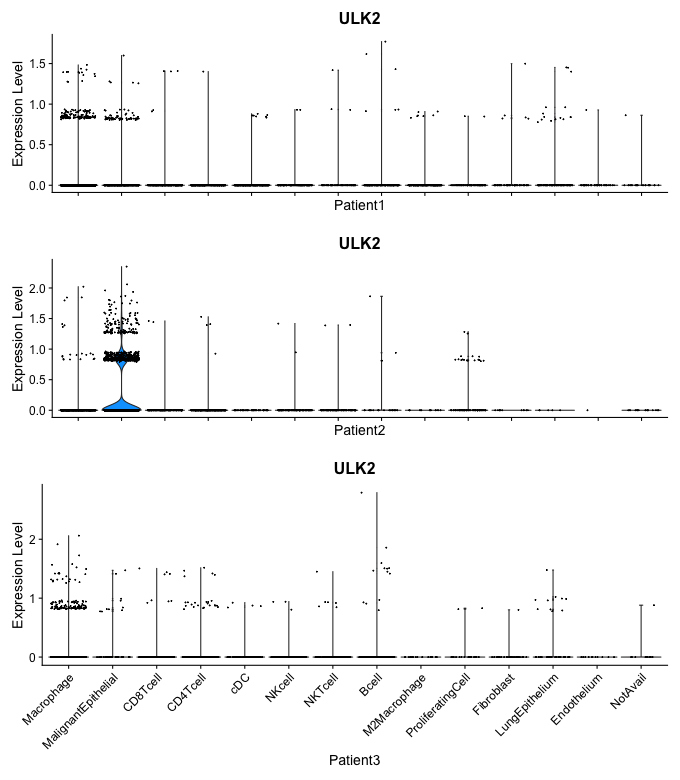 ULK2
Expression Level
1.5
1.0
0.5
0.0
Patient1
ULK2
Expression Level
2.0
1.5
1.0
0.5
0.0
Patient2
ULK2
Expression Level
2
1
0
Macrophage
MalignantEpithelial
CD8Tcell
CD4Tcell
cDC
NKcell
NKTcell
Bcell
M2Macrophage
ProliferatingCell
Fibroblast
LungEpithelium
Endothelium
NotAvail
Patient3